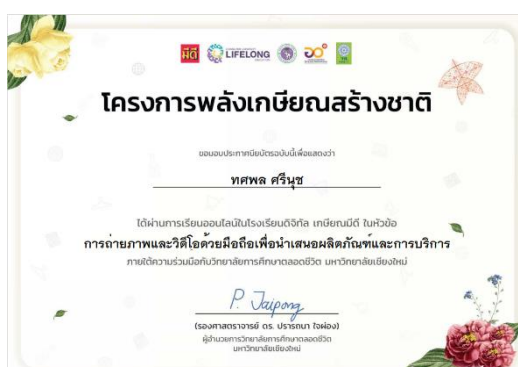 มีดี LIFELONG
โครงการพลังเกษียณสร้างชาติ
ขอมอบประกาศนียบัตรฉบับนี้เพื่อแสดงว่า
ทศพล ศรีนุช
ได้ผ่านการเรียนออนไลน์ในโรงเรียนดิจิทัล เกษียณมีดี ในหัวข้อ
การถ่ายภาพและวิดีโอด้วยมือถือเพื่อนำเสนอผลิตภัณฑ์และการบริการ
ภายใต้ความร่วมมือกับวิทยาลัยการศึกษาตลอดชีวิต มหาวิทยาลัยเชียงใหม่
P. Jaipong
(รองศาสตราจารย์ ดร. ปรารถนา ใจผ่อง)
ผู้อำนวยการวิทยาลัยการศึกษาตลอดชีวิต
มหาวิทยาลัยเชียงใหม่